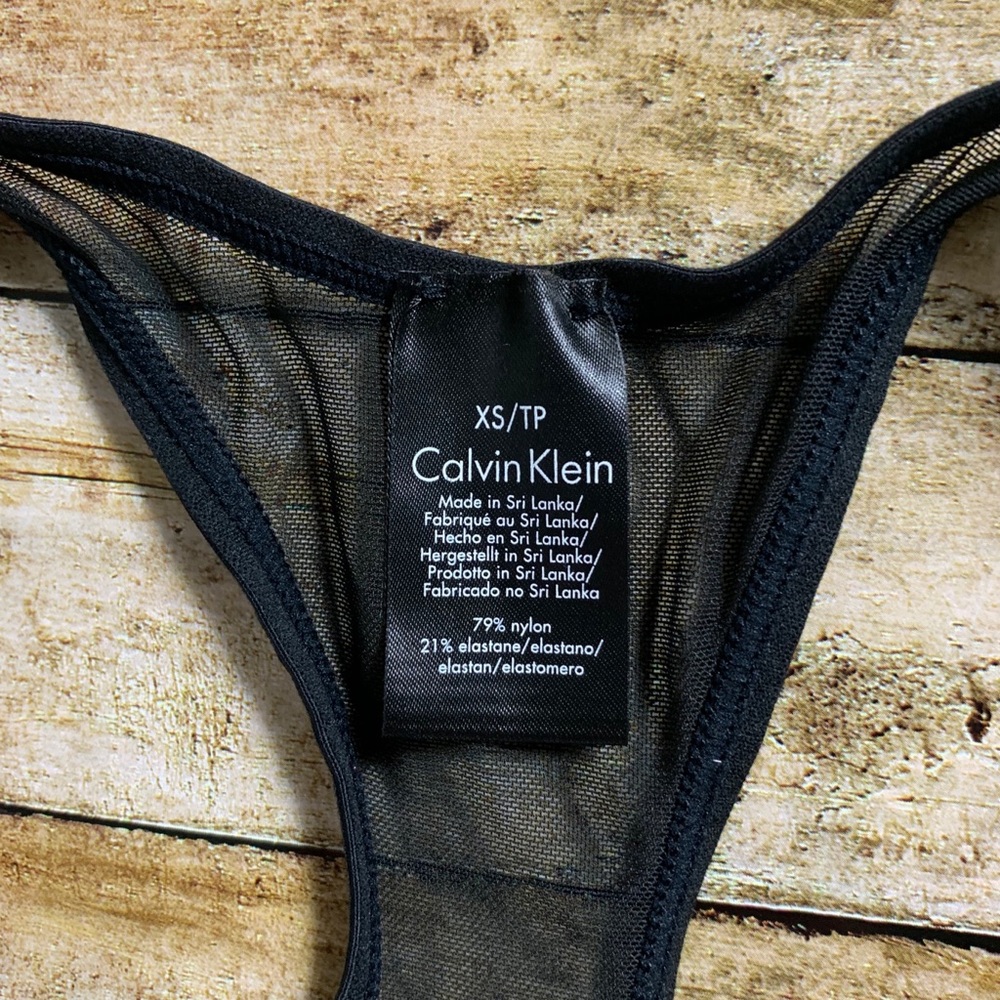 XS/TP
Calvin Klein
Made in Sri Lanka/
Fabriqué au Sri Lanka/
Hecho en Sri Lanka/
Hergestellt in Sri Lanka/
Prodotto in Sri Lanka/
Fabricado no Sri Lanka
79% nylon
21% elastane/elastano/
elastan/elastomero